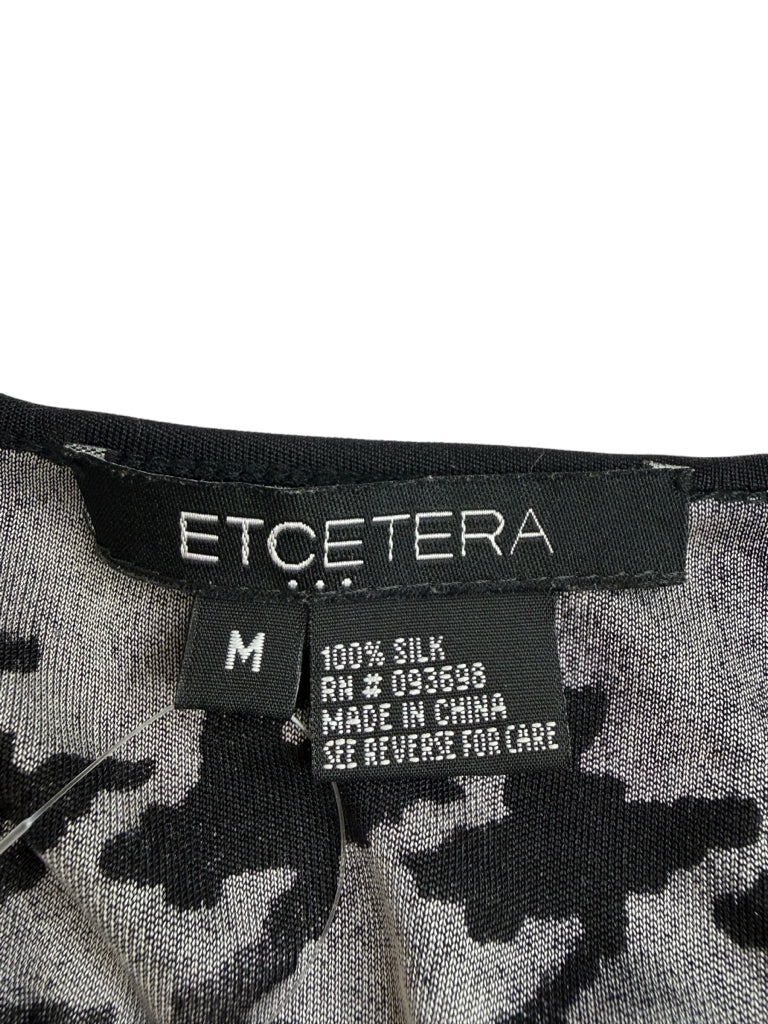 ETCETERA
...
M
100% SILK
RN # 093698
MADE IN CHINA
SEE REVERSE FOR CARE